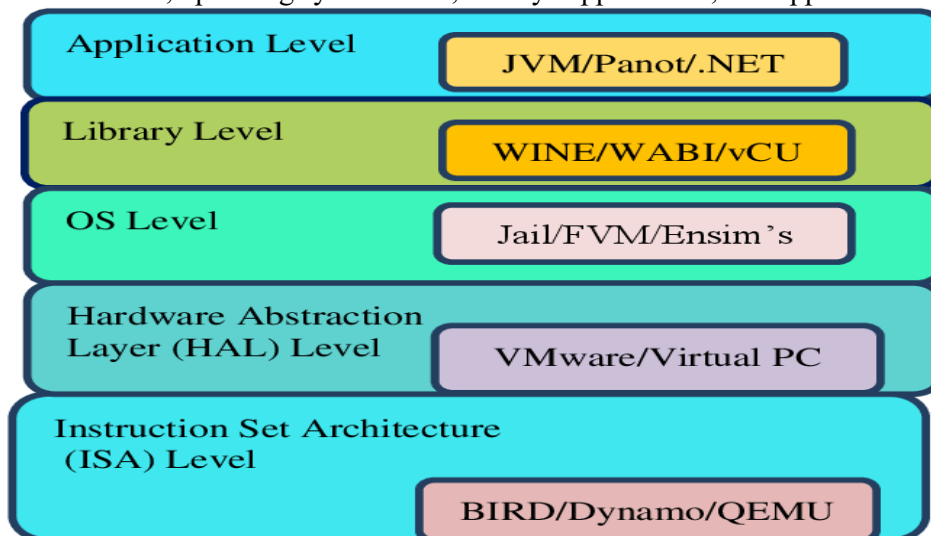 Application Level
JVM/Panot/.NET
Library Level
WINE/WABI/vCU
OS Level
Jail/FVM/Ensim's
Hardware Abstraction
Layer (HAL) Level
VMware/Virtual PC
Instruction Set Architecture
(ISA) Level
BIRD/Dynamo/QEMU